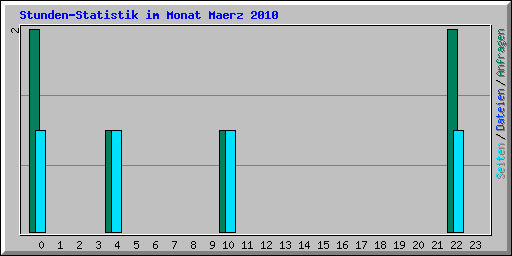 Stunden-Statistik im Monat Maerz 2010
2
Seiten/Dateien/Anfragen
0 1 2 3 4 5 6 7 8 9 10 11 12 13 14 15 16 17 18 19 20 21 22 23